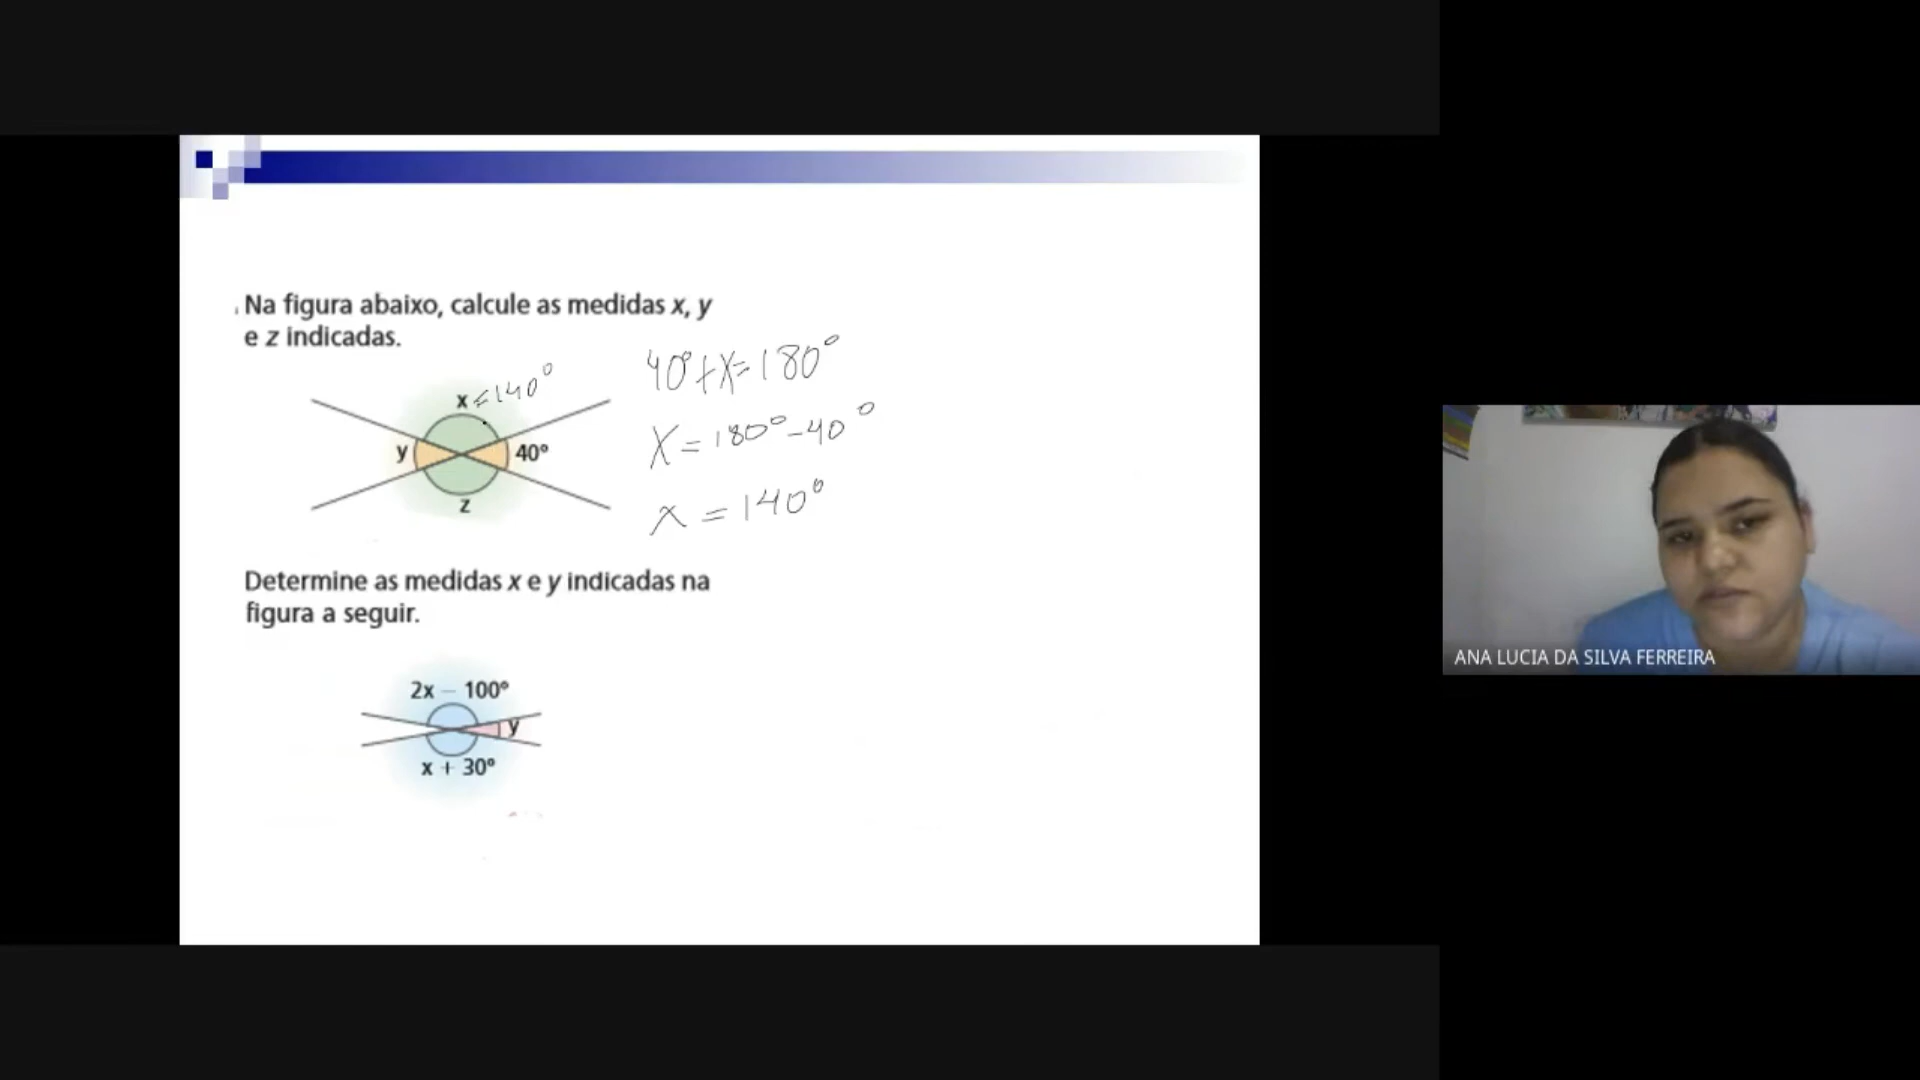 Na figura abaixo, calcule as medidas x, y
e z indicadas.
x = 140°
y
40°
z
40° + x = 180°
x = 180° - 40°
x = 140°
Determine as medidas x e y indicadas na
figura a seguir.
2x - 100°
y
x + 30°
ANA LUCIA DA SILVA FERREIRA